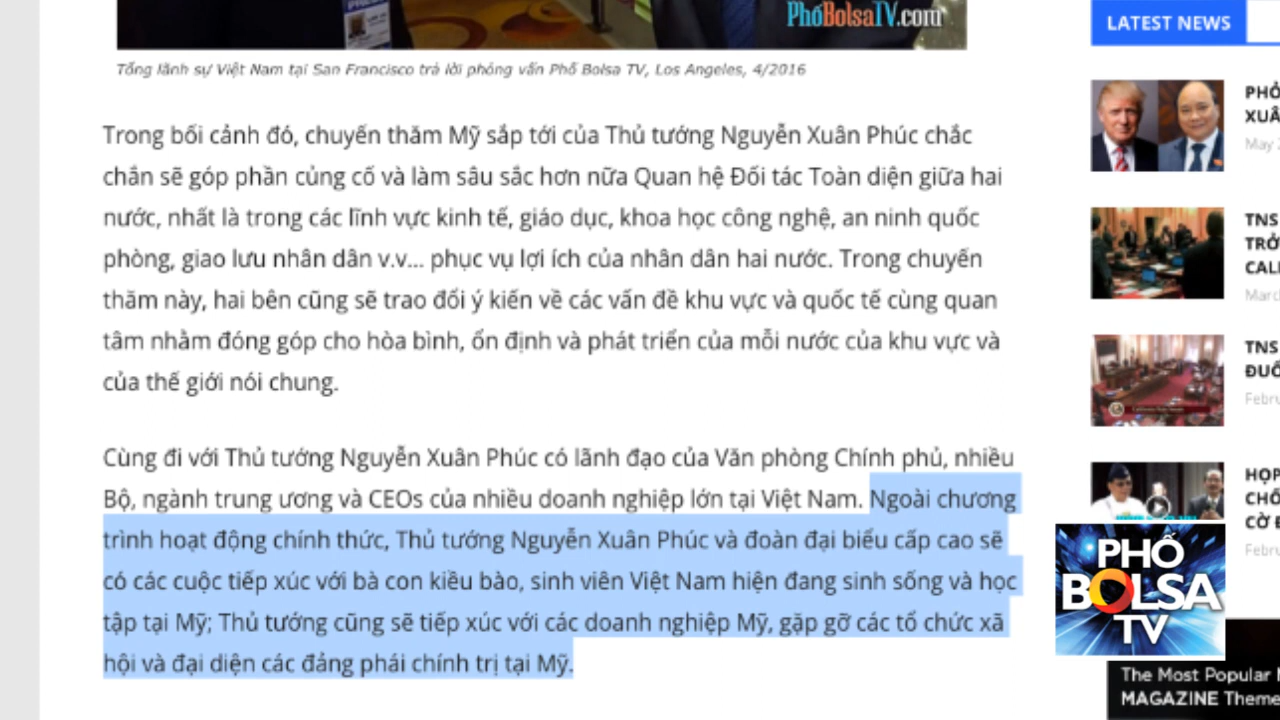 PhốBolsaTV.com
Tổng lãnh sự Việt Nam tại San Francisco trả lời phỏng vấn Phố Bolsa TV, Los Angeles, 4/2016
Trong bối cảnh đó, chuyến thăm Mỹ sắp tới của Thủ tướng Nguyễn Xuân Phúc chắc
chắn sẽ góp phần củng cố và làm sâu sắc hơn nữa Quan hệ Đối tác Toàn diện giữa hai
nước, nhất là trong các lĩnh vực kinh tế, giáo dục, khoa học công nghệ, an ninh quốc
phòng, giao lưu nhân dân v.v... phục vụ lợi ích của nhân dân hai nước. Trong chuyến
thăm này, hai bên cũng sẽ trao đổi ý kiến về các vấn đề khu vực và quốc tế cùng quan
tâm nhằm đóng góp cho hòa bình, ổn định và phát triển của mỗi nước của khu vực và
của thế giới nói chung.
Cùng đi với Thủ tướng Nguyễn Xuân Phúc có lãnh đạo của Văn phòng Chính phủ, nhiều
Bộ, ngành trung ương và CEOs của nhiều doanh nghiệp lớn tại Việt Nam. Ngoài chương
trình hoạt động chính thức, Thủ tướng Nguyễn Xuân Phúc và đoàn đại biểu cấp cao sẽ
có các cuộc tiếp xúc với bà con kiều bào, sinh viên Việt Nam hiện đang sinh sống và học
tập tại Mỹ; Thủ tướng cũng sẽ tiếp xúc với các doanh nghiệp Mỹ, gặp gỡ các tổ chức xã
hội và đại diện các đảng phái chính trị tại Mỹ.
LATEST NEWS
PHỎ
XUÂ
May 2
TNS
TRỞ
CALI
March
TNS
ĐUỔ
Febru
HỌP
CHỐ
CỜ Đ
Febru
PHỐ
BOLSA
TV
The Most Popular
MAGAZINE Theme